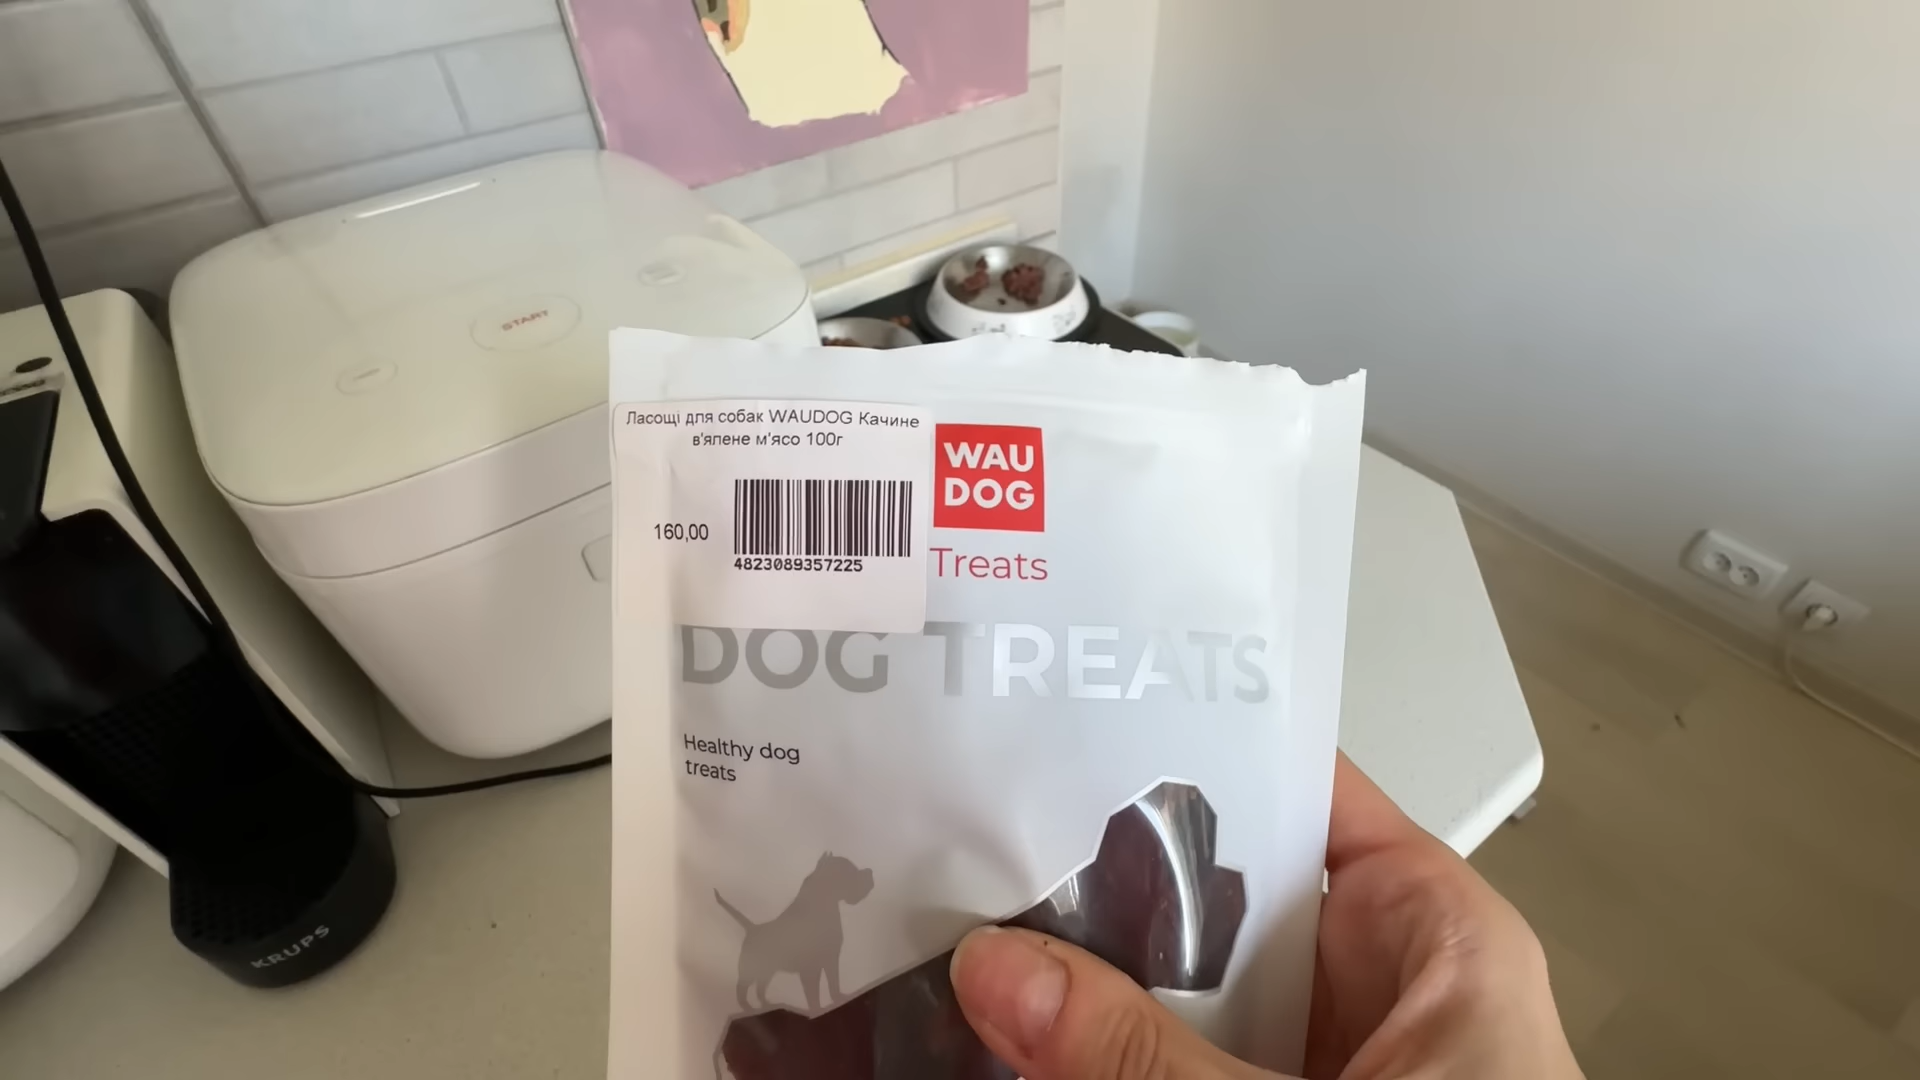 START
Ласощі для собак WAUDOG Качине
в'ялене м'ясо 100г
160,00
4823089357225
WAU
DOG
Treats
DOG TREATS
Healthy dog
treats
KRUPS